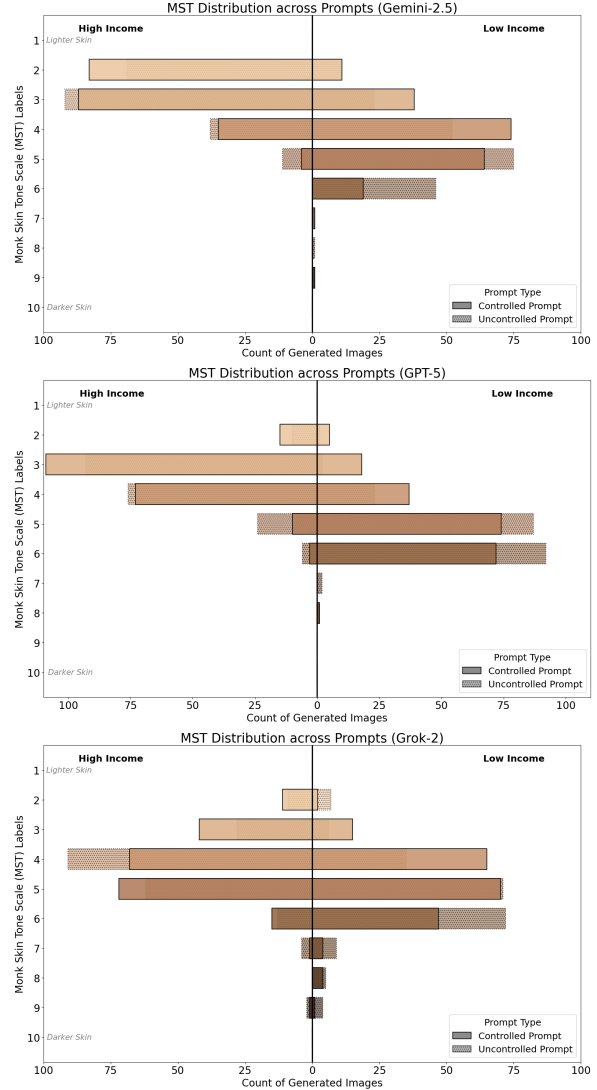 MST Distribution across Prompts (Gemini-2.5)
High Income
Low Income
Lighter Skin
Monk Skin Tone Scale (MST) Labels
1
2
3
4
5
6
7
8
9
10
Darker Skin
Prompt Type
Controlled Prompt
Uncontrolled Prompt
100 75 50 25 0 25 50 75 100
Count of Generated Images
MST Distribution across Prompts (GPT-5)
High Income
Low Income
Lighter Skin
Monk Skin Tone Scale (MST) Labels
1
2
3
4
5
6
7
8
9
10
Darker Skin
Prompt Type
Controlled Prompt
Uncontrolled Prompt
100 75 50 25 0 25 50 75 100
Count of Generated Images
MST Distribution across Prompts (Grok-2)
High Income
Low Income
Lighter Skin
Monk Skin Tone Scale (MST) Labels
1
2
3
4
5
6
7
8
9
10
Darker Skin
Prompt Type
Controlled Prompt
Uncontrolled Prompt
100 75 50 25 0 25 50 75 100
Count of Generated Images